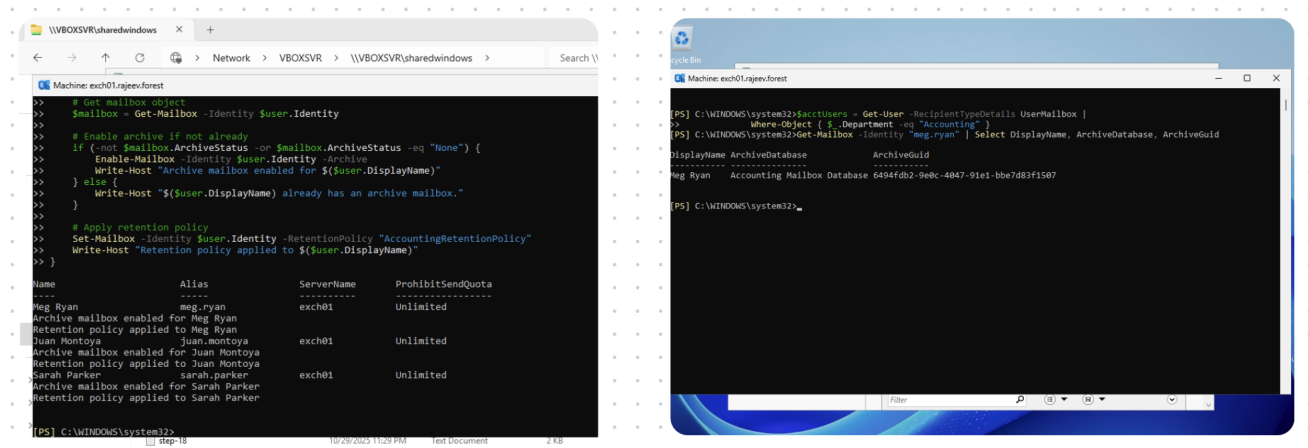 \\VBOXSVR\sharedwindows
Network > VBOXSVR > \\VBOXSVR\sharedwindows > Search \\
Machine: exch01.rajeev.forest
>> # Get mailbox object
>> $mailbox = Get-Mailbox -Identity $user.Identity
>>
>> # Enable archive if not already
>> if (-not $mailbox.ArchiveStatus -or $mailbox.ArchiveStatus -eq "None") {
>> Enable-Mailbox -Identity $user.Identity -Archive
>> Write-Host "Archive mailbox enabled for $($user.DisplayName)"
>> } else {
>> Write-Host "$($user.DisplayName) already has an archive mailbox."
>> }
>>
>> # Apply retention policy
>> Set-Mailbox -Identity $user.Identity -RetentionPolicy "AccountingRetentionPolicy"
>> Write-Host "Retention policy applied to $($user.DisplayName)"
>> }
Name Alias ServerName ProhibitSendQuota
---- ----- ---------- -----------------
Meg Ryan meg.ryan exch01 Unlimited
Archive mailbox enabled for Meg Ryan
Retention policy applied to Meg Ryan
Juan Montoya juan.montoya exch01 Unlimited
Archive mailbox enabled for Juan Montoya
Retention policy applied to Juan Montoya
Sarah Parker sarah.parker exch01 Unlimited
Archive mailbox enabled for Sarah Parker
Retention policy applied to Sarah Parker
[PS] C:\WINDOWS\system32>
step-18 10/29/2025 11:29 PM Text Document 2 KB
cycle Bin
Machine: exch01.rajeev.forest
[PS] C:\WINDOWS\system32>$acctUsers = Get-User -RecipientTypeDetails UserMailbox |
>> Where-Object { $_.Department -eq "Accounting" }
[PS] C:\WINDOWS\system32>Get-Mailbox -Identity "meg.ryan" | Select DisplayName, ArchiveDatabase, ArchiveGuid
DisplayName ArchiveDatabase ArchiveGuid
----------- --------------- -----------
Meg Ryan Accounting Mailbox Database 6494fdb2-9e0c-4047-91e1-bbe7d83f1507
[PS] C:\WINDOWS\system32>
Filter